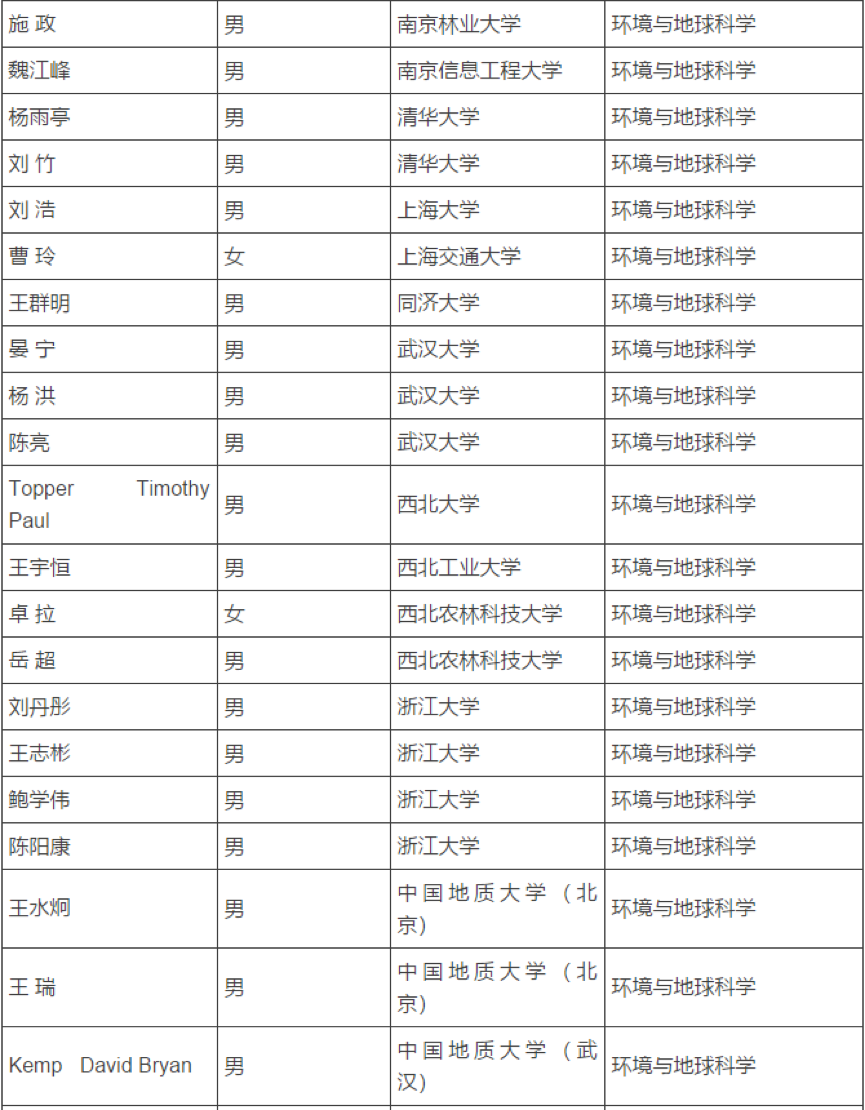 施 政 男 南京林业大学 环境与地球科学
魏江峰 男 南京信息工程大学 环境与地球科学
杨雨亭 男 清华大学 环境与地球科学
刘 竹 男 清华大学 环境与地球科学
刘 浩 男 上海大学 环境与地球科学
曹 玲 女 上海交通大学 环境与地球科学
王群明 男 同济大学 环境与地球科学
晏 宁 男 武汉大学 环境与地球科学
杨 洪 男 武汉大学 环境与地球科学
陈亮 男 武汉大学 环境与地球科学
Topper Timothy
Paul 男 西北大学 环境与地球科学
王宇恒 男 西北工业大学 环境与地球科学
卓 拉 女 西北农林科技大学 环境与地球科学
岳 超 男 西北农林科技大学 环境与地球科学
刘丹彤 男 浙江大学 环境与地球科学
王志彬 男 浙江大学 环境与地球科学
鲍学伟 男 浙江大学 环境与地球科学
陈阳康 男 浙江大学 环境与地球科学
王水炯 男 中国地质大学（北
京） 环境与地球科学
王 瑞 男 中国地质大学（北
京） 环境与地球科学
Kemp David Bryan 男 中国地质大学（武
汉） 环境与地球科学